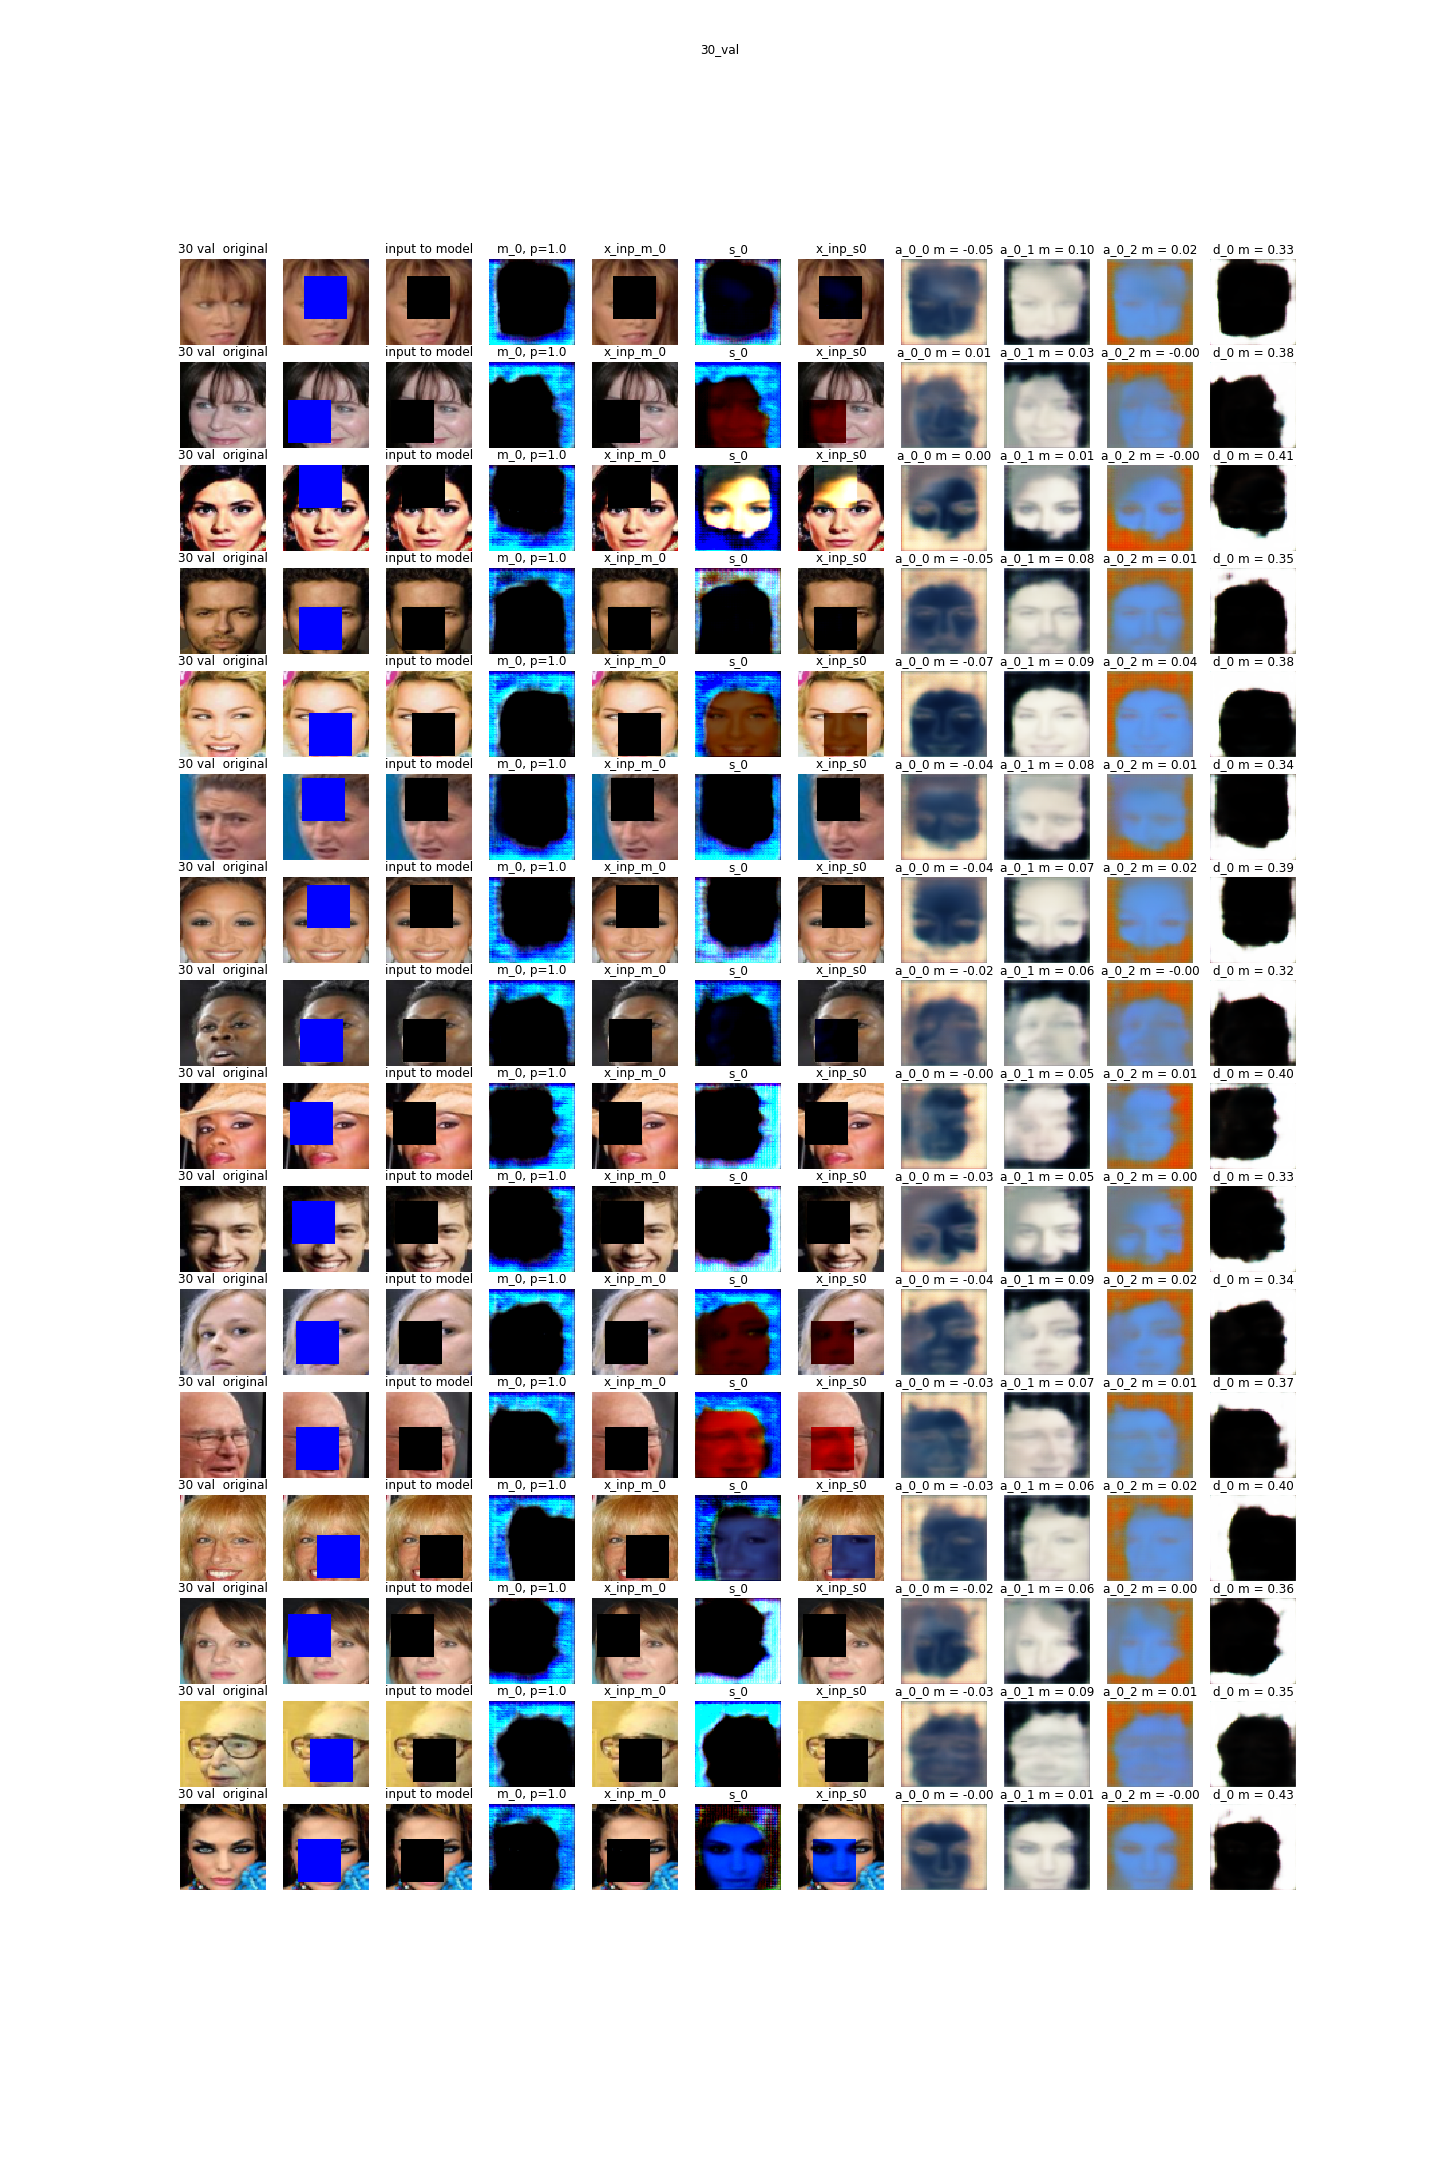 30_val
30 val original input to model m_0, p=1.0 x_inp_m_0 s_0 x_inp_s0 a_0_0 m = -0.05 a_0_1 m = 0.10 a_0_2 m = 0.02 d_0 m = 0.33
30 val original input to model m_0, p=1.0 x_inp_m_0 s_0 x_inp_s0 a_0_0 m = 0.01 a_0_1 m = 0.03 a_0_2 m = -0.00 d_0 m = 0.38
30 val original input to model m_0, p=1.0 x_inp_m_0 s_0 x_inp_s0 a_0_0 m = 0.00 a_0_1 m = 0.01 a_0_2 m = -0.00 d_0 m = 0.41
30 val original input to model m_0, p=1.0 x_inp_m_0 s_0 x_inp_s0 a_0_0 m = -0.05 a_0_1 m = 0.08 a_0_2 m = 0.01 d_0 m = 0.35
30 val original input to model m_0, p=1.0 x_inp_m_0 s_0 x_inp_s0 a_0_0 m = -0.07 a_0_1 m = 0.09 a_0_2 m = 0.04 d_0 m = 0.38
30 val original input to model m_0, p=1.0 x_inp_m_0 s_0 x_inp_s0 a_0_0 m = -0.04 a_0_1 m = 0.08 a_0_2 m = 0.01 d_0 m = 0.34
30 val original input to model m_0, p=1.0 x_inp_m_0 s_0 x_inp_s0 a_0_0 m = -0.04 a_0_1 m = 0.07 a_0_2 m = 0.02 d_0 m = 0.39
30 val original input to model m_0, p=1.0 x_inp_m_0 s_0 x_inp_s0 a_0_0 m = -0.02 a_0_1 m = 0.06 a_0_2 m = -0.00 d_0 m = 0.32
30 val original input to model m_0, p=1.0 x_inp_m_0 s_0 x_inp_s0 a_0_0 m = -0.00 a_0_1 m = 0.05 a_0_2 m = 0.01 d_0 m = 0.40
30 val original input to model m_0, p=1.0 x_inp_m_0 s_0 x_inp_s0 a_0_0 m = -0.03 a_0_1 m = 0.05 a_0_2 m = 0.00 d_0 m = 0.33
30 val original input to model m_0, p=1.0 x_inp_m_0 s_0 x_inp_s0 a_0_0 m = -0.04 a_0_1 m = 0.09 a_0_2 m = 0.02 d_0 m = 0.34
30 val original input to model m_0, p=1.0 x_inp_m_0 s_0 x_inp_s0 a_0_0 m = -0.03 a_0_1 m = 0.07 a_0_2 m = 0.01 d_0 m = 0.37
30 val original input to model m_0, p=1.0 x_inp_m_0 s_0 x_inp_s0 a_0_0 m = -0.03 a_0_1 m = 0.06 a_0_2 m = 0.02 d_0 m = 0.40
30 val original input to model m_0, p=1.0 x_inp_m_0 s_0 x_inp_s0 a_0_0 m = -0.02 a_0_1 m = 0.06 a_0_2 m = 0.00 d_0 m = 0.36
30 val original input to model m_0, p=1.0 x_inp_m_0 s_0 x_inp_s0 a_0_0 m = -0.03 a_0_1 m = 0.09 a_0_2 m = 0.01 d_0 m = 0.35
30 val original input to model m_0, p=1.0 x_inp_m_0 s_0 x_inp_s0 a_0_0 m = -0.00 a_0_1 m = 0.01 a_0_2 m = -0.00 d_0 m = 0.43